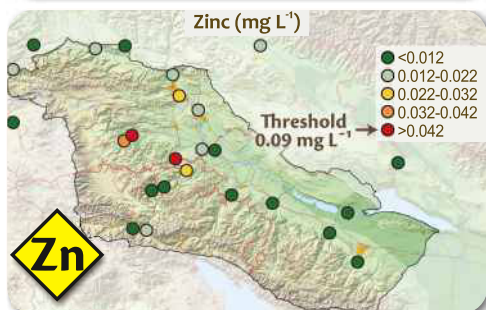 Zinc (mg L⁻¹)
<0.012
0.012-0.022
0.022-0.032
0.032-0.042
>0.042
Threshold
0.09 mg L⁻¹
Zn